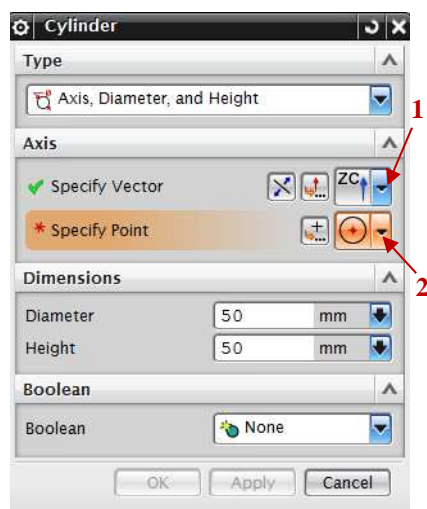 Cylinder
Type
Axis, Diameter, and Height
1
Axis
Specify Vector
ZC
* Specify Point
2
Dimensions
Diameter 50 mm
Height 50 mm
Boolean
Boolean None
OK Apply Cancel